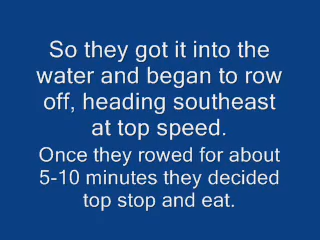 So they got it into the
water and began to row
off, heading southeast
at top speed.
Once they rowed for about
5-10 minutes they decided
top stop and eat.